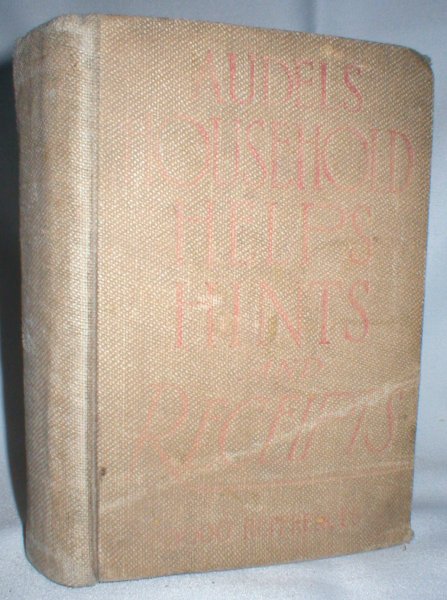 AUDELS
HOUSEHOLD
HELPS
HINTS
AND
RECEIPTS